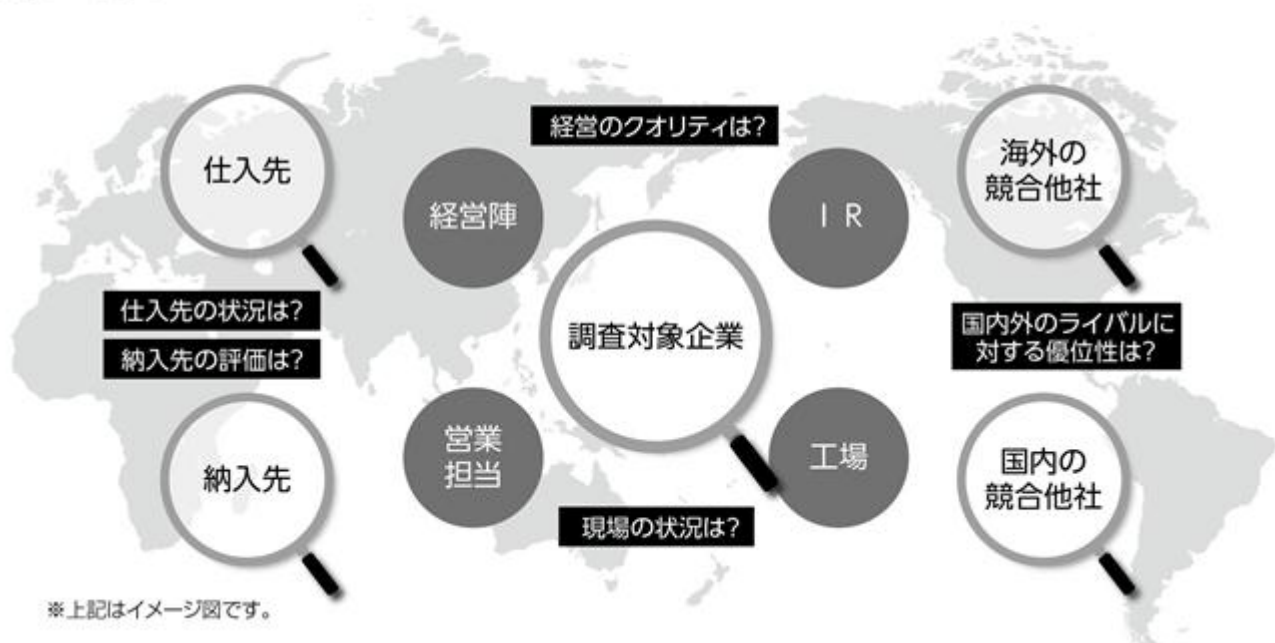 経営のクオリティは?
仕入先
経営陣
I R
海外の
競合他社
仕入先の状況は?
納入先の評価は?
調査対象企業
国内外のライバルに
対する優位性は?
納入先
営業
担当
工場
国内の
競合他社
現場の状況は?
※上記はイメージ図です。